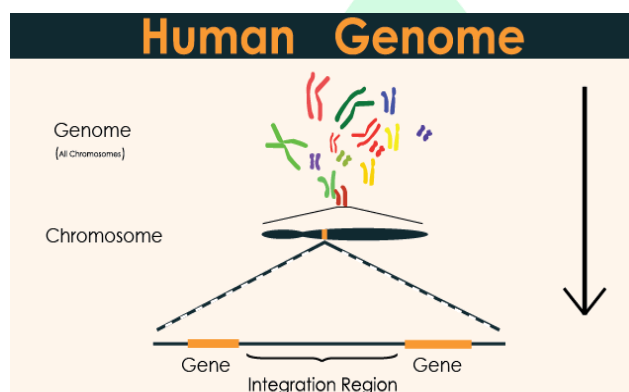 Human Genome
Genome
(All Chromosomes)
Chromosome
Gene
Gene
Integration Region